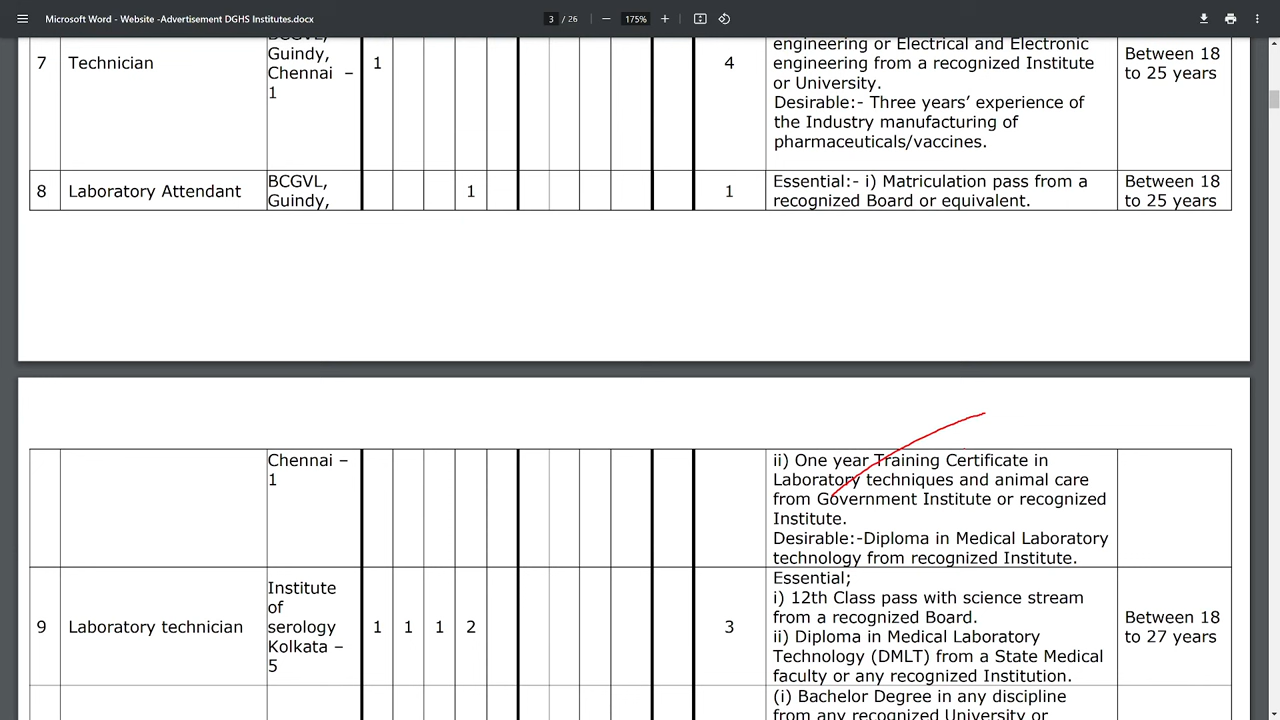 Microsoft Word - Website -Advertisement DGHS Institutes.docx
3 / 26
175%
7
Technician
BCGVL,
Guindy,
Chennai –
1
1
4
engineering or Electrical and Electronic
engineering from a recognized Institute
or University.
Desirable:- Three years’ experience of
the Industry manufacturing of
pharmaceuticals/vaccines.
Between 18
to 25 years
8
Laboratory Attendant
BCGVL,
Guindy,
1
1
Essential:- i) Matriculation pass from a
recognized Board or equivalent.
Between 18
to 25 years
Chennai –
1
ii) One year Training Certificate in
Laboratory techniques and animal care
from Government Institute or recognized
Institute.
Desirable:-Diploma in Medical Laboratory
technology from recognized Institute.
9
Laboratory technician
Institute
of
serology
Kolkata –
5
1 1 1 2
3
Essential;
i) 12th Class pass with science stream
from a recognized Board.
ii) Diploma in Medical Laboratory
Technology (DMLT) from a State Medical
faculty or any recognized Institution.
Between 18
to 27 years
(i) Bachelor Degree in any discipline
from any recognized University or